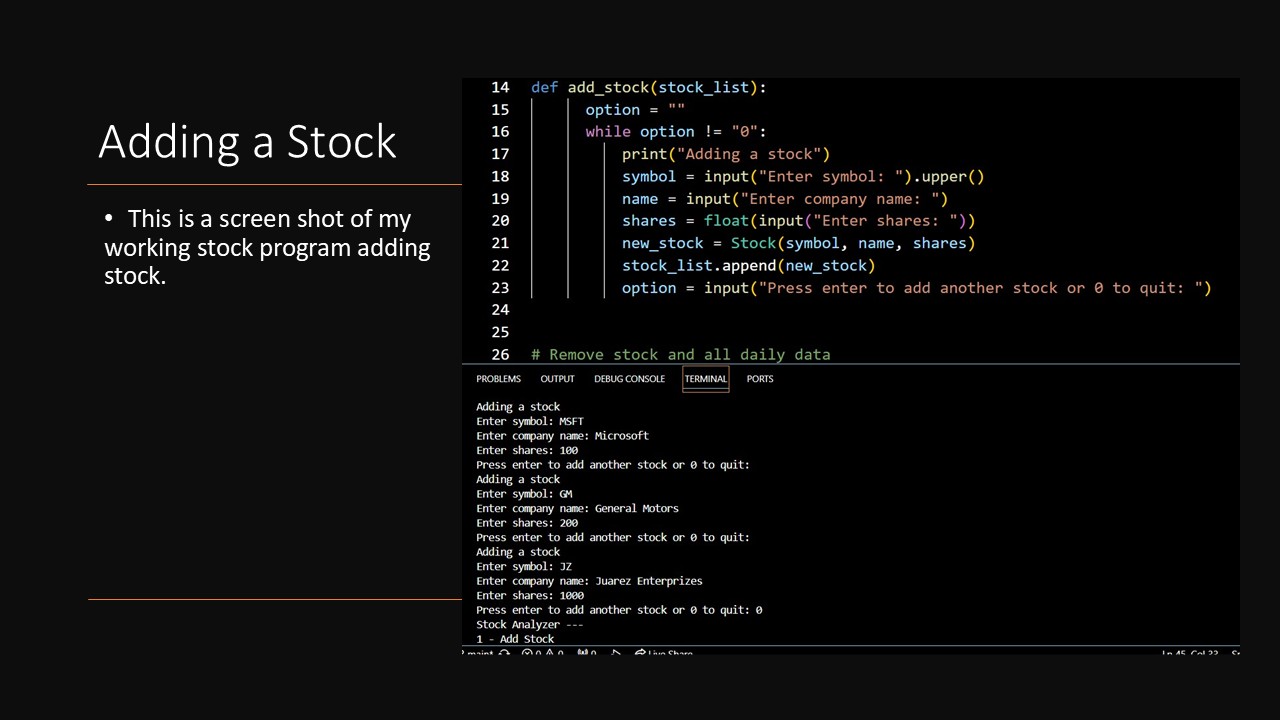 Adding a Stock
• This is a screen shot of my
working stock program adding
stock.
14 def add_stock(stock_list):
15 option = ""
16 while option != "0":
17 print("Adding a stock")
18 symbol = input("Enter symbol: ").upper()
19 name = input("Enter company name: ")
20 shares = float(input("Enter shares: "))
21 new_stock = Stock(symbol, name, shares)
22 stock_list.append(new_stock)
23 option = input("Press enter to add another stock or 0 to quit: ")
24
25
26 # Remove stock and all daily data
PROBLEMS OUTPUT DEBUG CONSOLE TERMINAL PORTS
Adding a stock
Enter symbol: MSFT
Enter company name: Microsoft
Enter shares: 100
Press enter to add another stock or 0 to quit:
Adding a stock
Enter symbol: GM
Enter company name: General Motors
Enter shares: 200
Press enter to add another stock or 0 to quit:
Adding a stock
Enter symbol: JZ
Enter company name: Juarez Enterprizes
Enter shares: 1000
Press enter to add another stock or 0 to quit: 0
Stock Analyzer ---
1 - Add Stock
0 0 0 Live Share Ln 45, Col 33